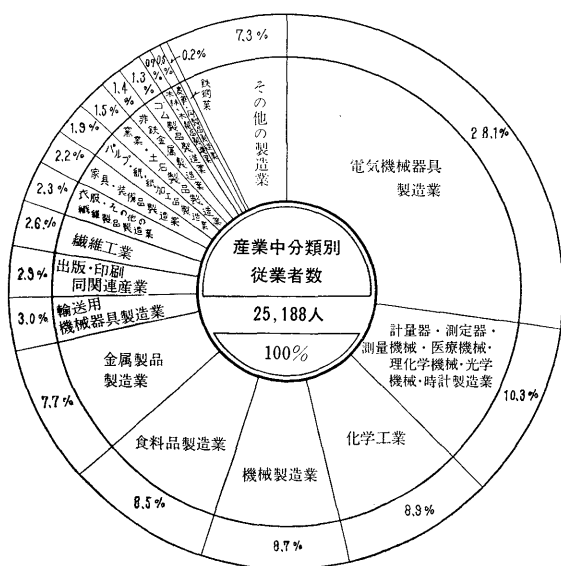 産業中分類別
従業者数
25,188人
100%
28.1%
電気機械器具
製造業
10.3%
計量器・測定器・
測量機械・医療機械・
理化学機械・光学
機械・時計製造業
8.9%
化学工業
8.7%
機械製造業
8.5%
食料品製造業
7.7%
金属製品
製造業
3.0%
輸送用
機械器具製造業
2.9%
出版・印刷
同関連産業
2.6%
繊維工業
2.3%
衣服・その他の
繊維製品製造業
2.2%
家具・装備品製造業
1.9%
パルプ・紙・紙加工品製造業
1.5%
窯業・土石製品製造業
1.4%
非鉄金属製造業
1.3%
ゴム製品製造業
0.2%
鉄鋼業
7.3%
その他の製造業